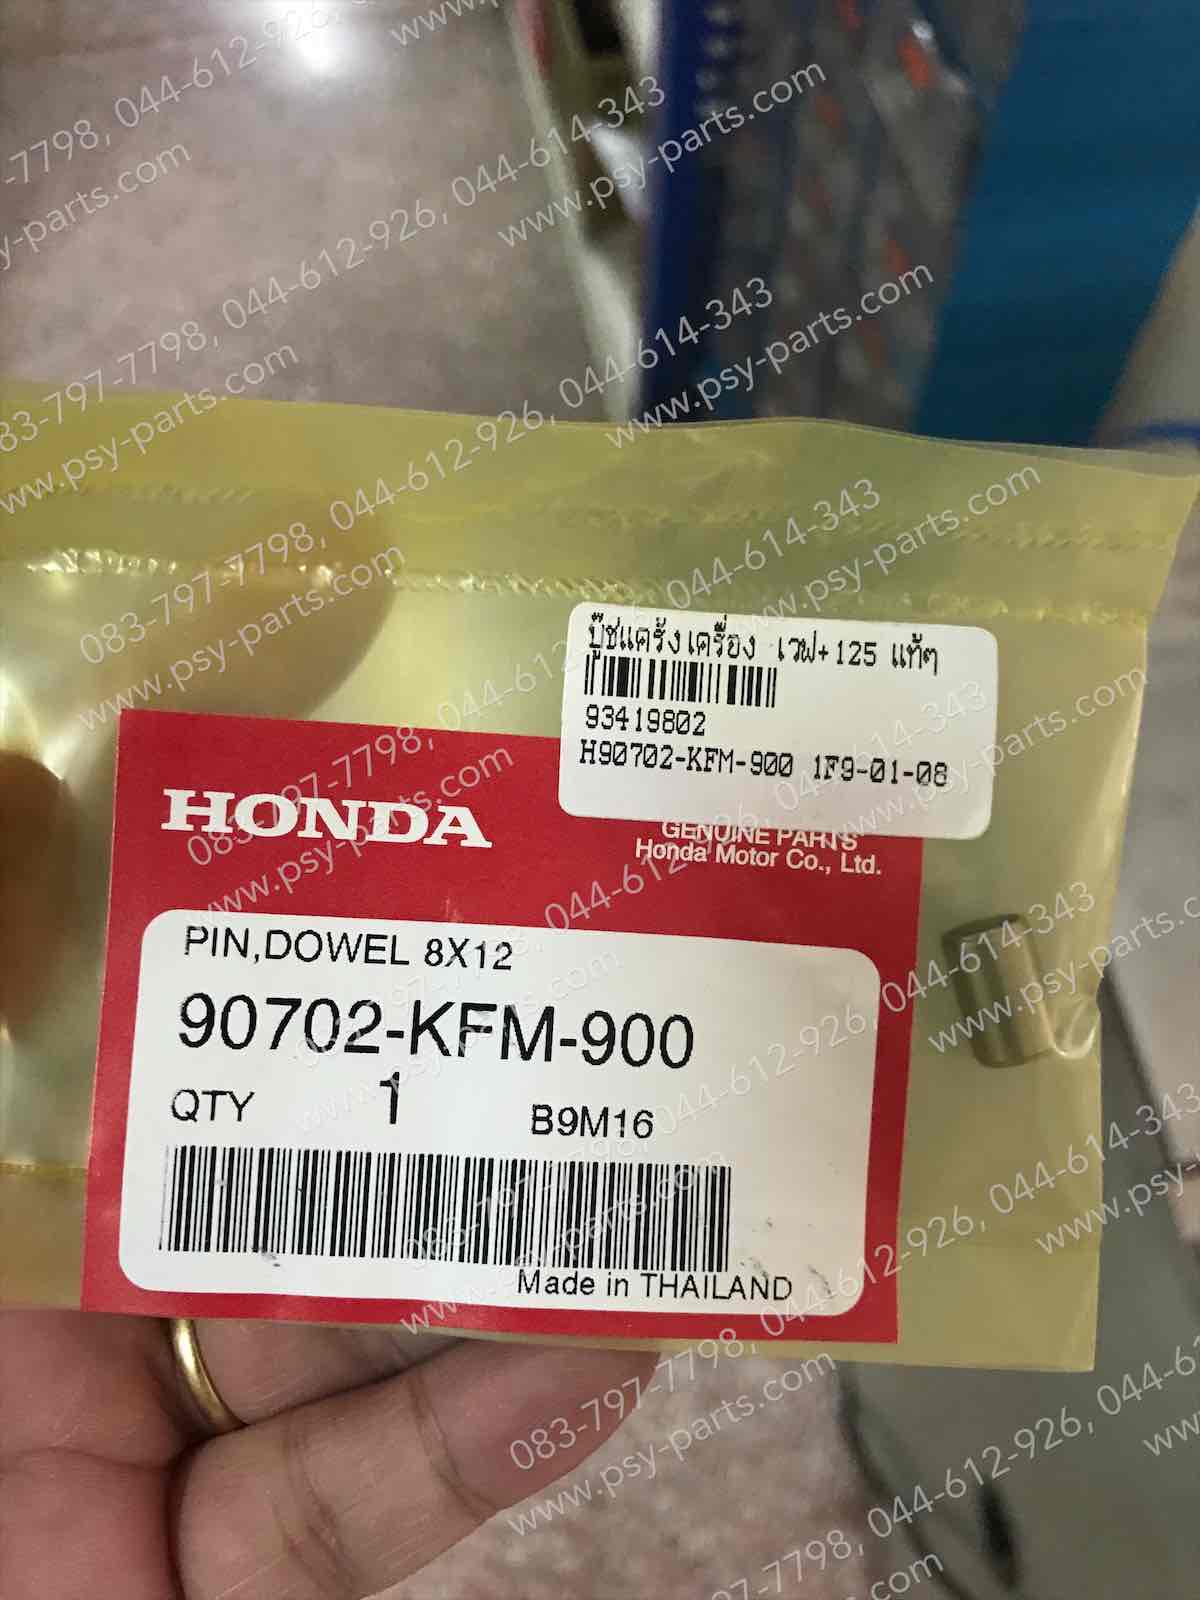 บู๊ชแคร้งเครื่อง เวฟ+125 แท้ๆ
93419802
H90702-KFM-900 1F9-01-08
HONDA
GENUINE PARTS
Honda Motor Co., Ltd.
PIN,DOWEL 8X12
90702-KFM-900
QTY 1 B9M16
Made in THAILAND
083-797-7798, 044-612-926, 044-614-343
www.psy-parts.com